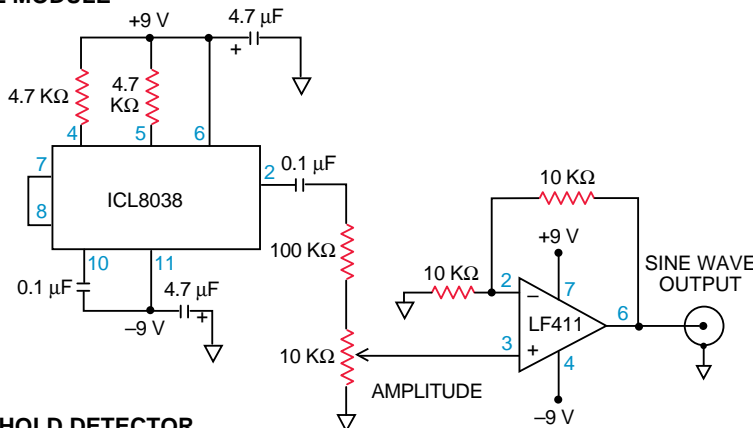 MODULE
+9 V
4.7 µF
+
4.7 KΩ
4.7
KΩ
4
5
6
7
8
ICL8038
2
0.1 µF
10
11
0.1 µF
4.7 µF
+
–9 V
100 KΩ
10 KΩ
AMPLITUDE
10 KΩ
10 KΩ
+9 V
2
–
7
LF411
6
3
+
4
–9 V
SINE WAVE
OUTPUT
HOLD DETECTOR